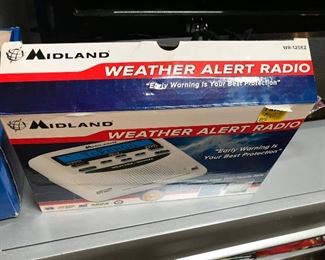 MIDLAND
WR-120EZ
WEATHER ALERT RADIO
"Early Warning Is Your Best Protection"
MIDLAND
WEATHER ALERT RADIO
"Early Warning Is
Your Best Protection"
MIDLAND